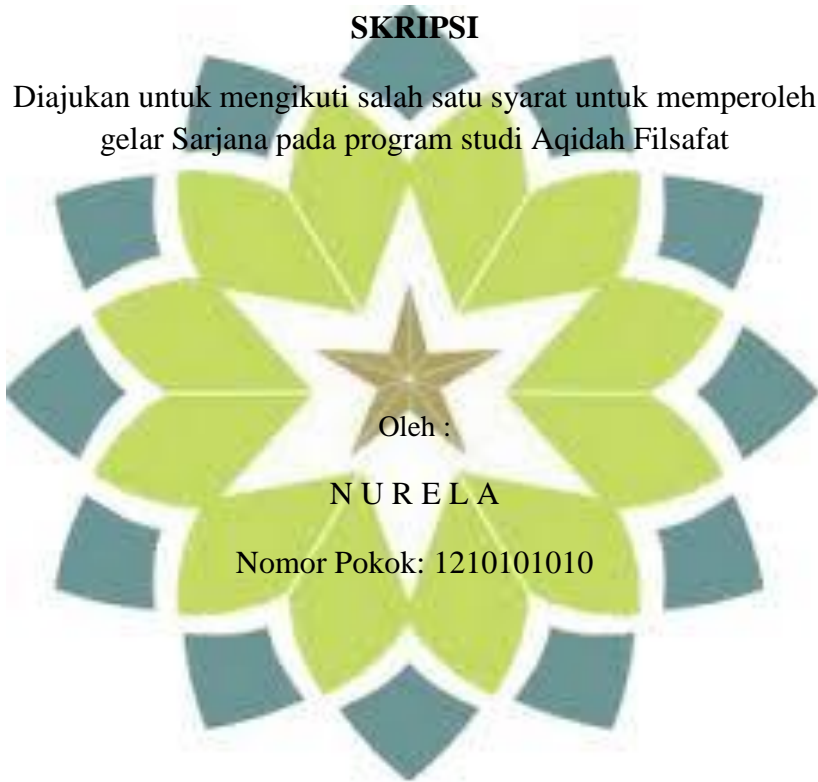 SKRIPSI
Diajukan untuk mengikuti salah satu syarat untuk memperoleh
gelar Sarjana pada program studi Aqidah Filsafat
Oleh :
N U R E L A
Nomor Pokok: 1210101010